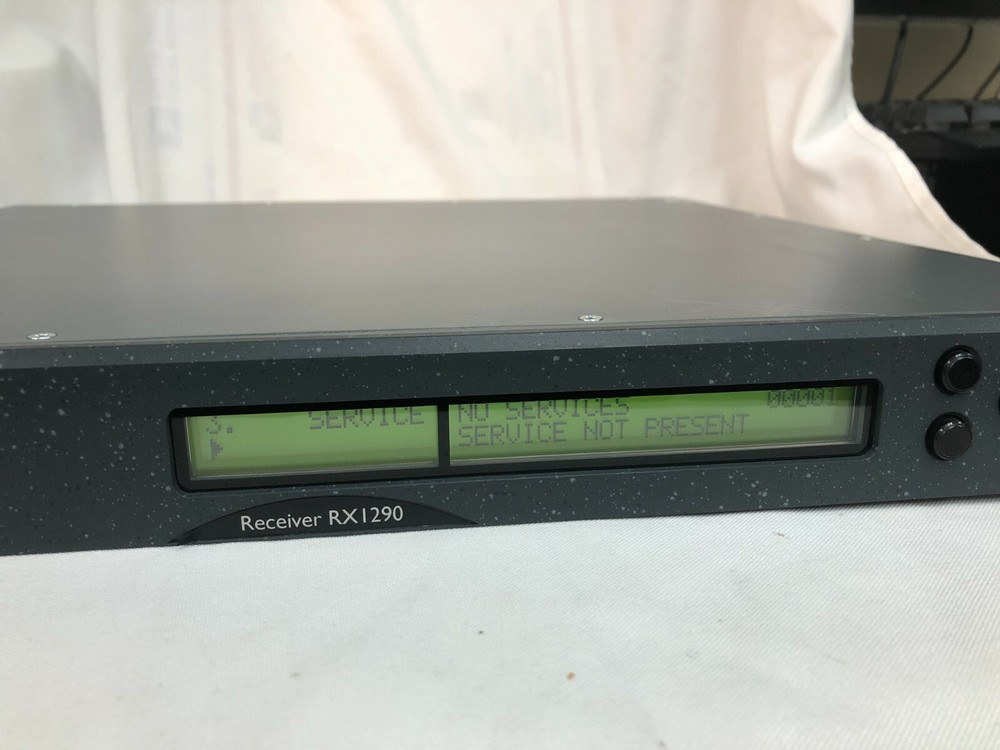 3. SERVICE NO SERVICES 00001
SERVICE NOT PRESENT
Receiver RX1290